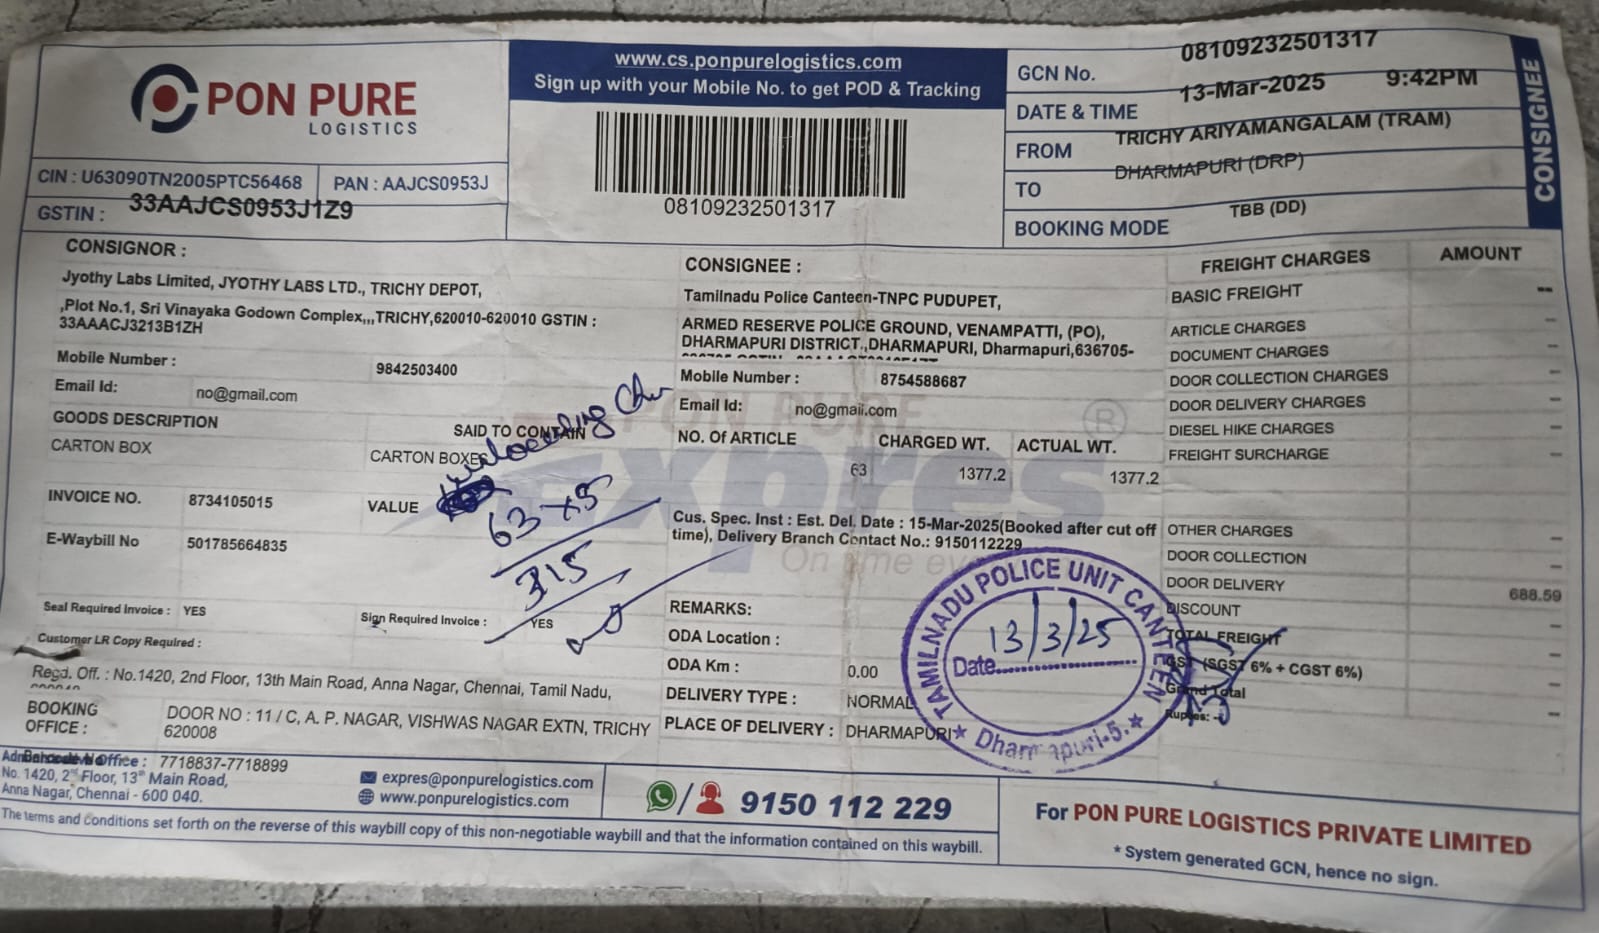 PON PURE
LOGISTICS
CIN : U63090TN2005PTC56468
PAN : AAJCS0953J
GSTIN : 33AAJCS0953J1Z9
www.cs.ponpurelogistics.com
Sign up with your Mobile No. to get POD & Tracking
08109232501317
GCN No. 08109232501317
DATE & TIME 13-Mar-2025 9:42PM
FROM TRICHY ARIYAMANGALAM (TRAM)
TO DHARMAPURI (DRP)
BOOKING MODE TBB (DD)
CONSIGNEE
CONSIGNOR :
Jyothy Labs Limited, JYOTHY LABS LTD., TRICHY DEPOT,
,Plot No.1, Sri Vinayaka Godown Complex,,,TRICHY,620010-620010 GSTIN :
33AAACJ3213B1ZH
Mobile Number : 9842503400
Email Id: no@gmail.com
GOODS DESCRIPTION
SAID TO CONTAIN
CARTON BOX
CARTON BOXES
INVOICE NO. 8734105015
VALUE
E-Waybill No 501785664835
Seal Required Invoice : YES
Sign Required Invoice : YES
Customer LR Copy Required :
unloading
63 x 5
315
CONSIGNEE :
Tamilnadu Police Canteen-TNPC PUDUPET,
ARMED RESERVE POLICE GROUND, VENAMPATTI, (PO),
DHARMAPURI DISTRICT.,DHARMAPURI, Dharmapuri,636705-
Mobile Number : 8754588687
Email Id: no@gmail.com
NO. Of ARTICLE CHARGED WT. ACTUAL WT.
63 1377.2 1377.2
PON PURE
Xpres
®
On time
Cus. Spec. Inst : Est. Del. Date : 15-Mar-2025(Booked after cut off
time), Delivery Branch Contact No.: 9150112229
REMARKS:
ODA Location :
ODA Km : 0.00
DELIVERY TYPE : NORMAL
PLACE OF DELIVERY : DHARMAPURI
TAMILNADU POLICE UNIT CANTEEN
Date 13/3/25
★ Dharmapuri-5. ★
FREIGHT CHARGES AMOUNT
BASIC FREIGHT --
ARTICLE CHARGES --
DOCUMENT CHARGES --
DOOR COLLECTION CHARGES --
DOOR DELIVERY CHARGES --
DIESEL HIKE CHARGES --
FREIGHT SURCHARGE --
OTHER CHARGES --
DOOR COLLECTION --
DOOR DELIVERY 688.59
DISCOUNT --
TOTAL FREIGHT --
GST (SGST 6% + CGST 6%) --
Grand Total --
Rupees: --
Regd. Off. : No.1420, 2nd Floor, 13th Main Road, Anna Nagar, Chennai, Tamil Nadu,
BOOKING
OFFICE :
DOOR NO : 11 / C, A. P. NAGAR, VISHWAS NAGAR EXTN, TRICHY
620008
Office : 7718837-7718899
No. 1420, 2nd Floor, 13th Main Road,
Anna Nagar, Chennai - 600 040.
expres@ponpurelogistics.com
www.ponpurelogistics.com
9150 112 229
The terms and conditions set forth on the reverse of this waybill copy of this non-negotiable waybill and that the information contained on this waybill.
For PON PURE LOGISTICS PRIVATE LIMITED
* System generated GCN, hence no sign.